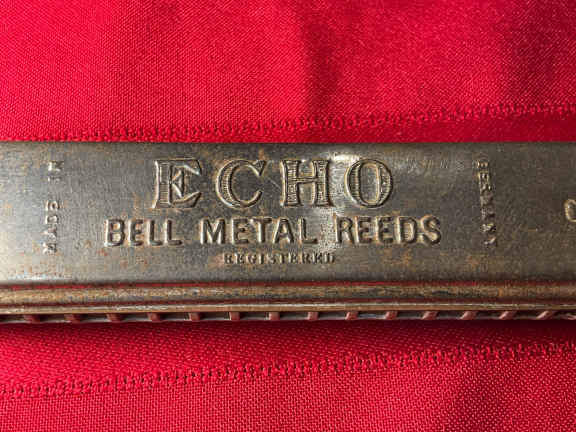 MADE IN
ECHO
BELL METAL REEDS
REGISTERED
GERMANY